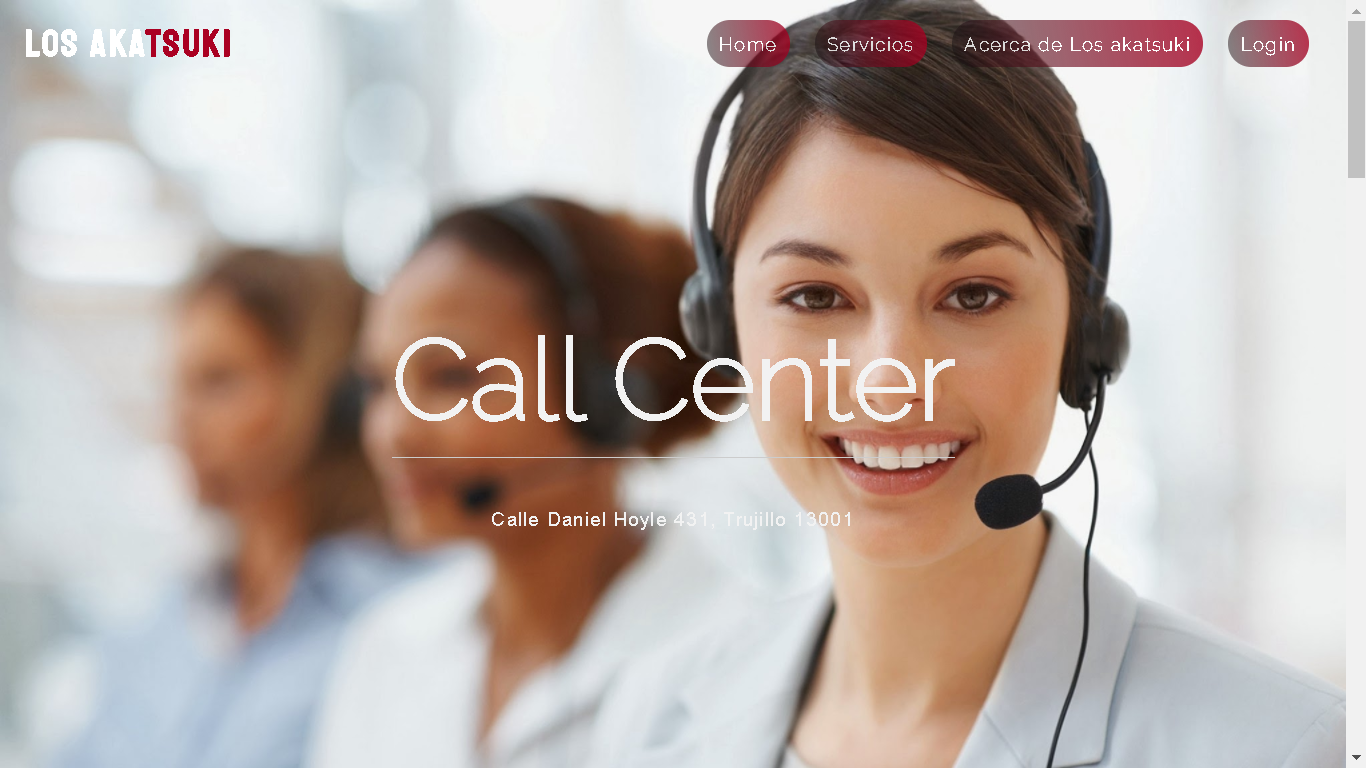 LOS AKATSUKI
Home
Servicios
Acerca de Los akatsuki
Login
Call Center
Calle Daniel Hoyle 431, Trujillo 13001